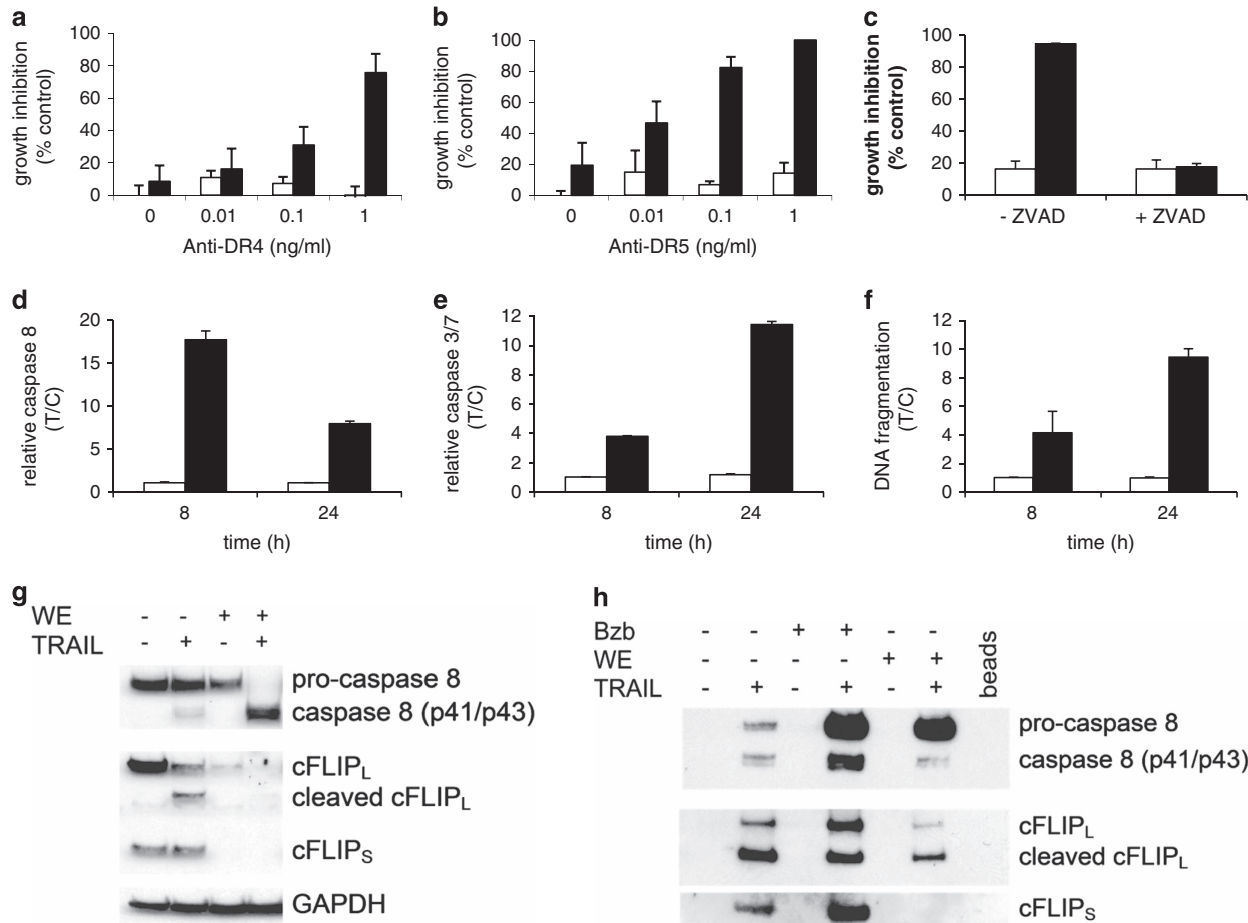 a
growth inhibition
(% control)
100
80
60
40
20
0
0 0.01 0.1 1
Anti-DR4 (ng/ml)
b
growth inhibition
(% control)
100
80
60
40
20
0
0 0.01 0.1 1
Anti-DR5 (ng/ml)
c
growth inhibition
(% control)
100
80
60
40
20
0
- ZVAD + ZVAD
d
relative caspase 8
(T/C)
20
15
10
5
0
8 24
time (h)
e
relative caspase 3/7
(T/C)
12
10
8
6
4
2
0
8 24
time (h)
f
DNA fragmentation
(T/C)
12
10
8
6
4
2
0
8 24
time (h)
g
WE - - + +
TRAIL - + - +
pro-caspase 8
caspase 8 (p41/p43)
cFLIPL
cleaved cFLIPL
cFLIPS
GAPDH
h
Bzb - - + + - -
WE - - - - + +
TRAIL - + - + - +
beads
pro-caspase 8
caspase 8 (p41/p43)
cFLIPL
cleaved cFLIPL
cFLIPS